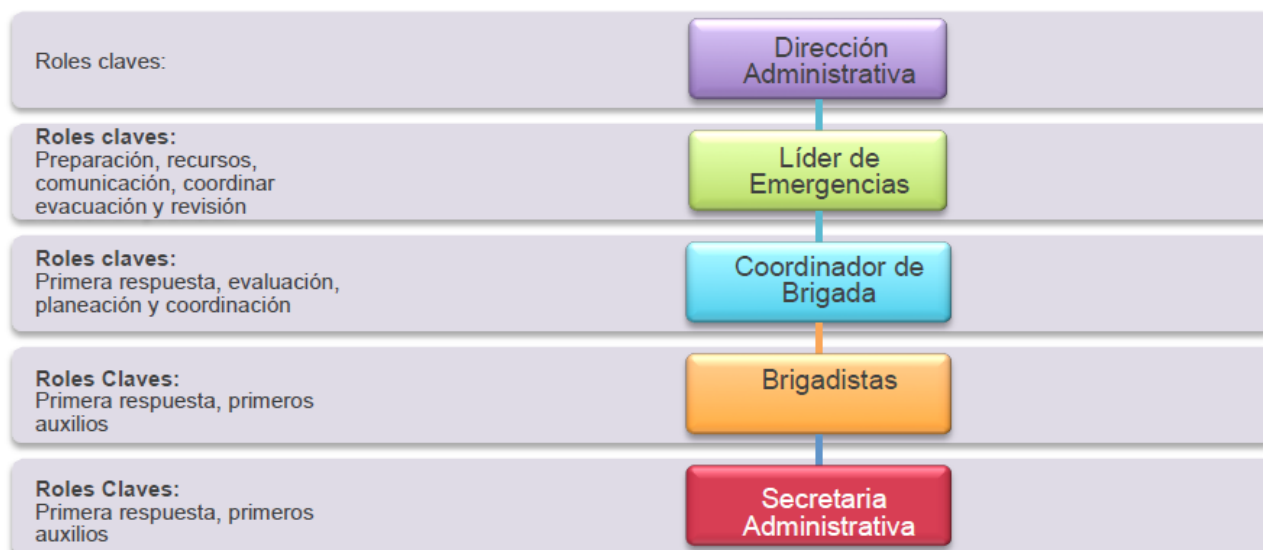 Roles claves:
Dirección
Administrativa
Roles claves:
Preparación, recursos,
comunicación, coordinar
evacuación y revisión
Líder de
Emergencias
Roles claves:
Primera respuesta, evaluación,
planeación y coordinación
Coordinador de
Brigada
Roles Claves:
Primera respuesta, primeros
auxilios
Brigadistas
Roles Claves:
Primera respuesta, primeros
auxilios
Secretaria
Administrativa